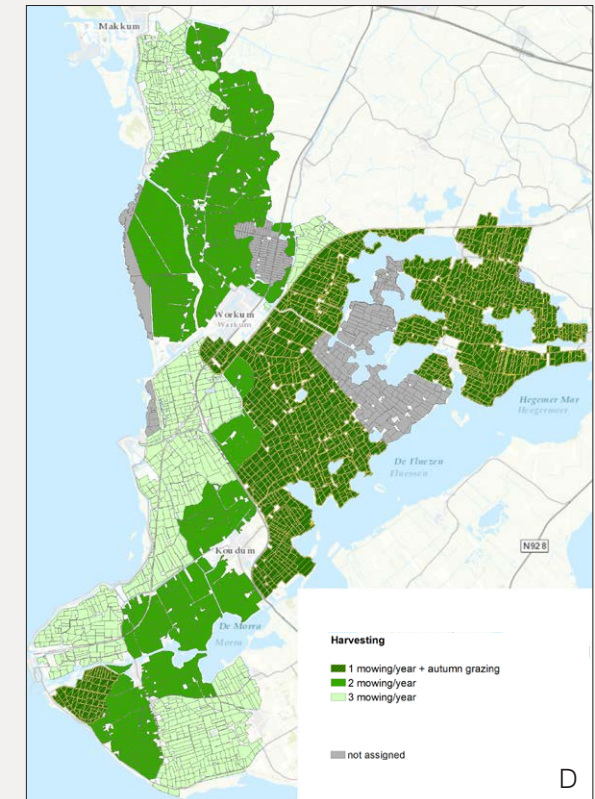 Makkum
Workum
Warkum
Hegemer Mar
Heegermeer
De Fluezen
Fluessen
N928
Koudum
De Morra
Morra
Harvesting
1 mowing/year + autumn grazing
2 mowing/year
3 mowing/year
not assigned
D